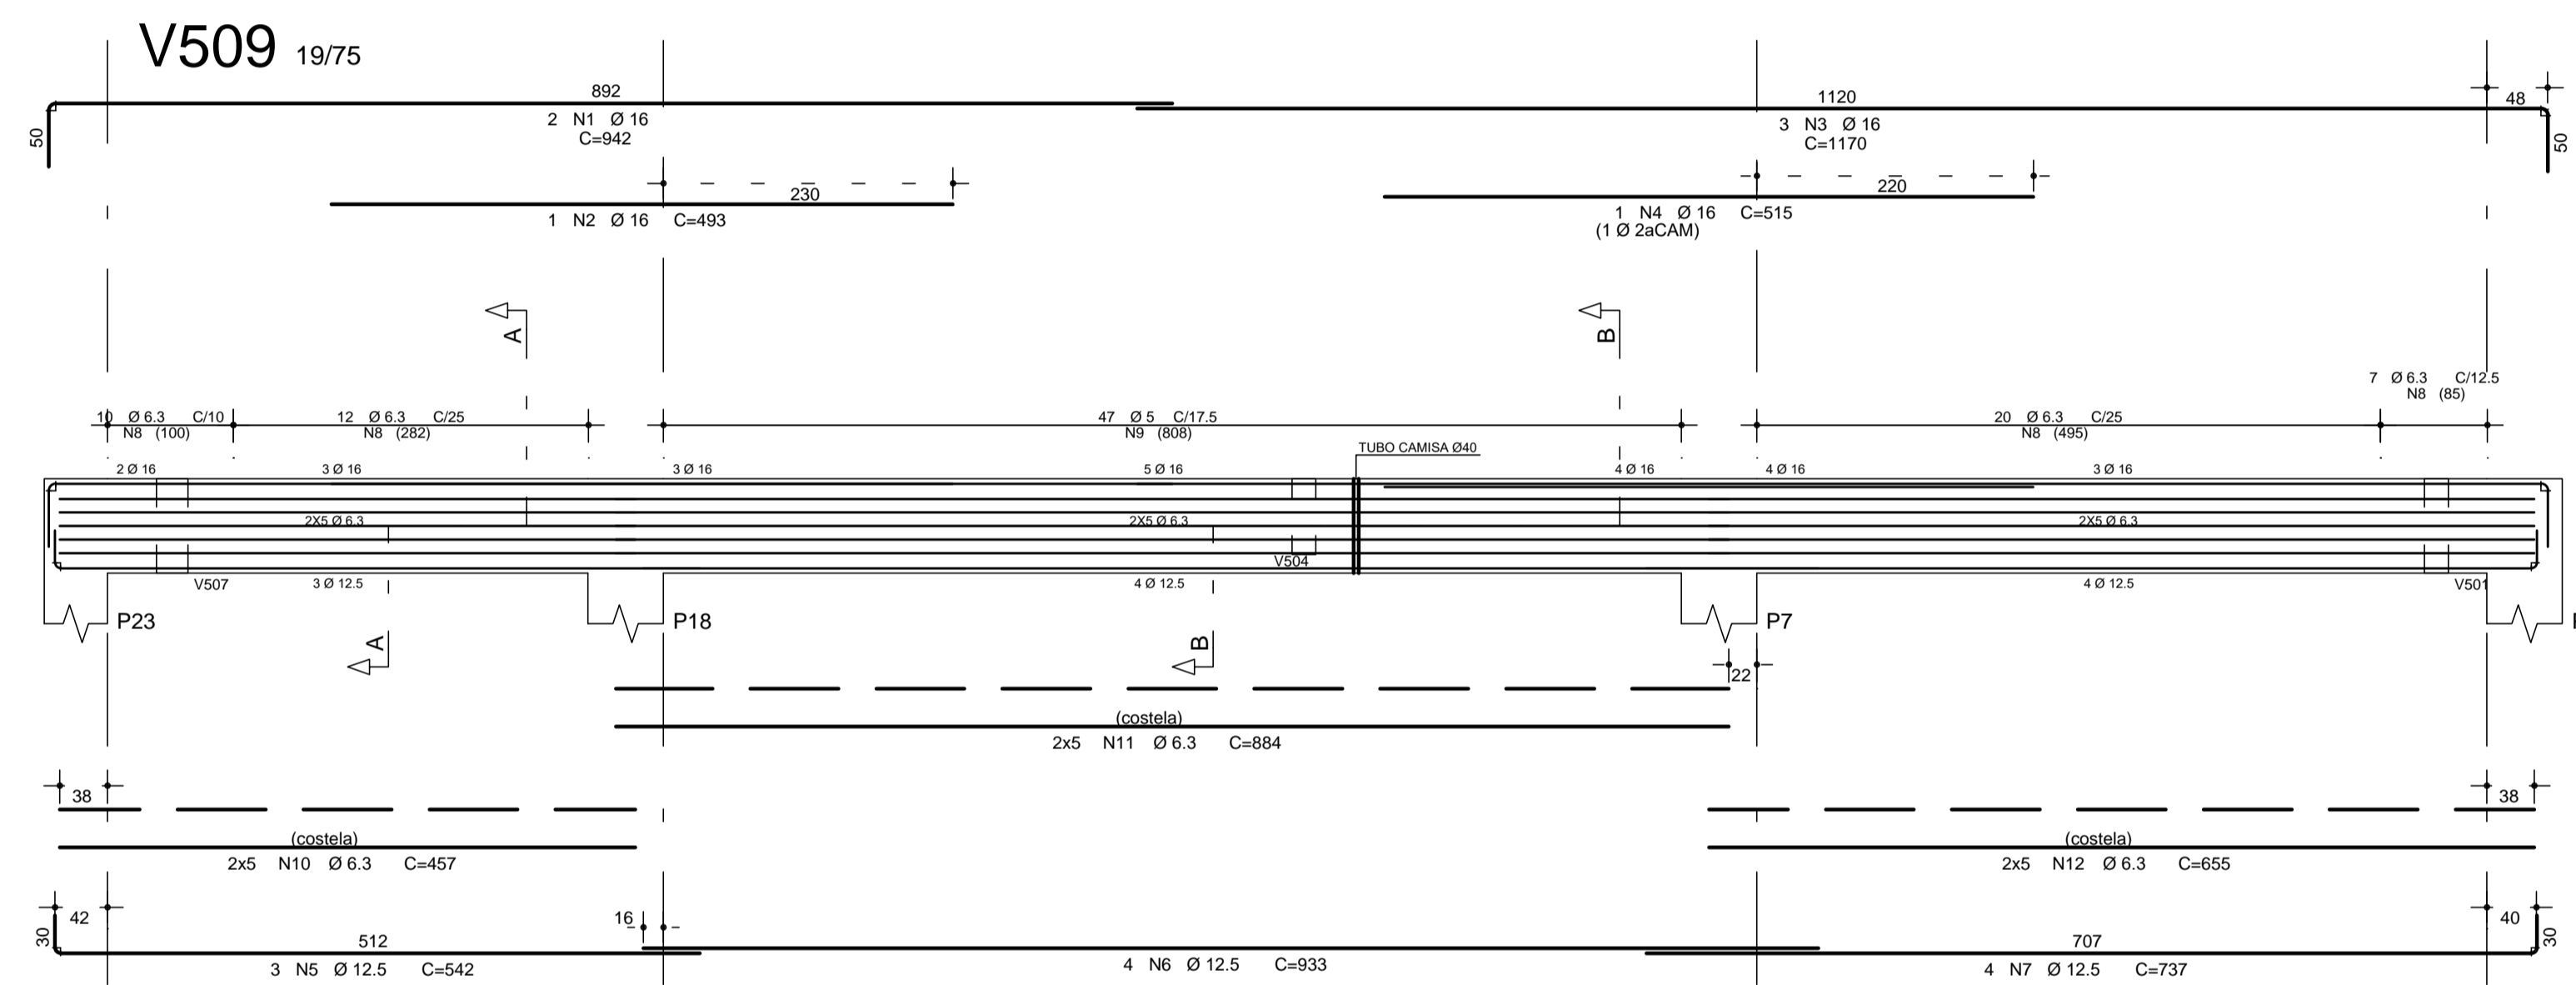 V509 19/75
892
2 N1 Ø 16
C=942
50
1120
3 N3 Ø 16
C=1170
48
50
230
1 N2 Ø 16 C=493
220
1 N4 Ø 16 C=515
(1 Ø 2aCAM)
A
B
7 Ø 6.3 C/12.5
N8 (85)
10 Ø 6.3 C/10
N8 (100)
12 Ø 6.3 C/25
N8 (282)
47 Ø 5 C/17.5
N9 (808)
20 Ø 6.3 C/25
N8 (495)
TUBO CAMISA Ø40
2 Ø 16
3 Ø 16
3 Ø 16
5 Ø 16
4 Ø 16
4 Ø 16
3 Ø 16
2X5 Ø 6.3
2X5 Ø 6.3
2X5 Ø 6.3
V504
V507
3 Ø 12.5
4 Ø 12.5
4 Ø 12.5
V501
P23
P18
P7
A
B
22
(costela)
2x5 N11 Ø 6.3 C=884
38
(costela)
2x5 N10 Ø 6.3 C=457
38
(costela)
2x5 N12 Ø 6.3 C=655
42
30
512
3 N5 Ø 12.5 C=542
16
4 N6 Ø 12.5 C=933
707
4 N7 Ø 12.5 C=737
40
30